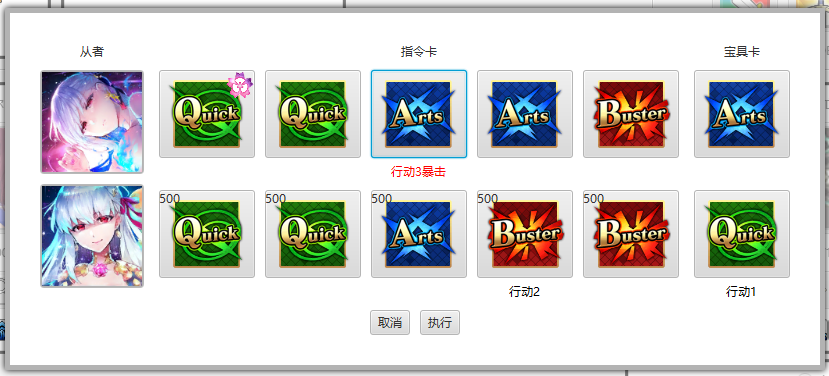 从者 指令卡 宝具卡
Quick Quick Arts Arts Buster Arts
行动3暴击
500 500 500 500 500
Quick Quick Arts Buster Buster Quick
行动2 行动1
取消 执行